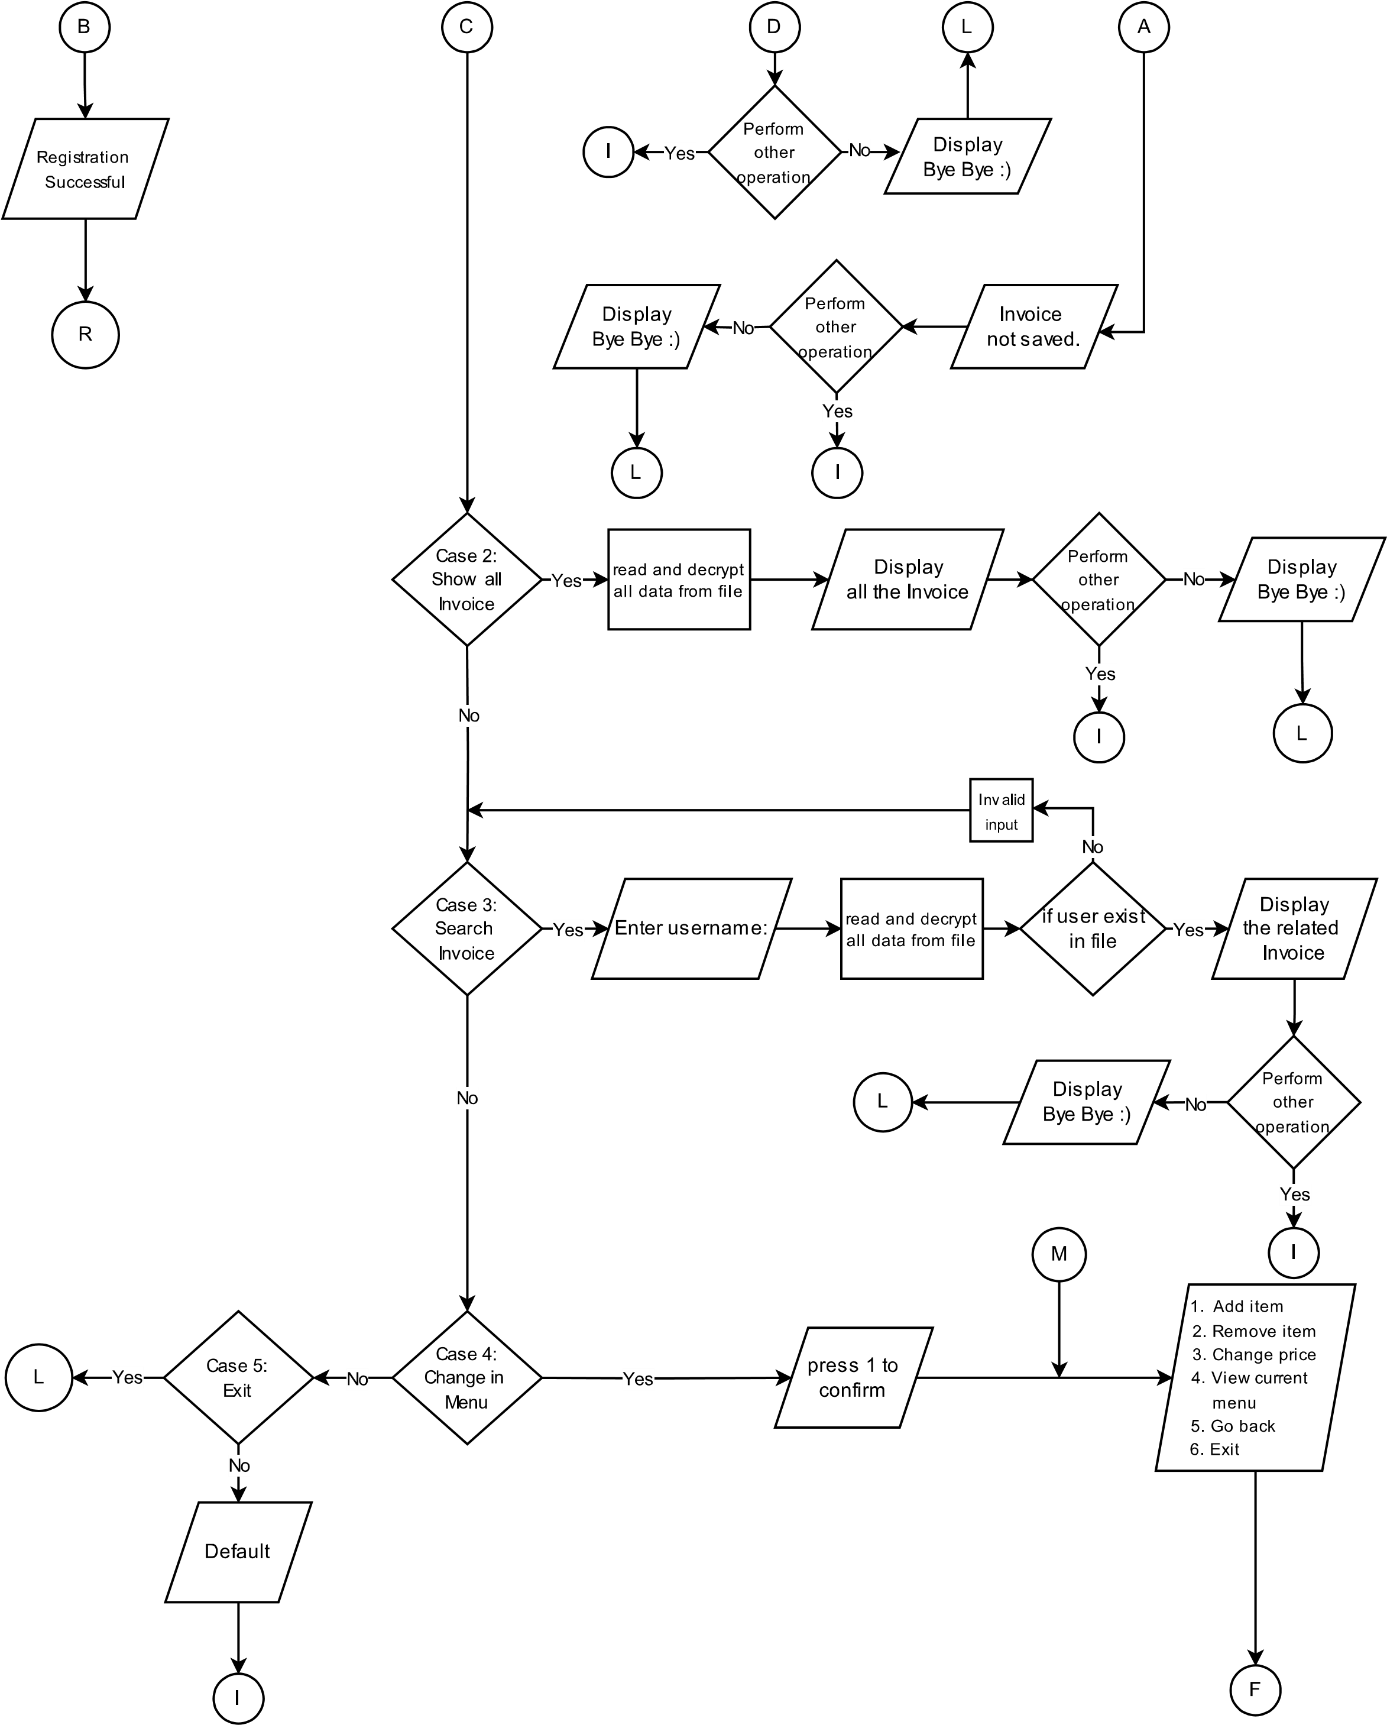 B
C
D
L
A
Registration
Successful
R
I
Yes
Perform
other
operation
No
Display
Bye Bye :)
Display
Bye Bye :)
No
Perform
other
operation
Invoice
not saved.
Yes
L
I
Case 2:
Show all
Invoice
Yes
read and decrypt
all data from file
Display
all the Invoice
Perform
other
operation
No
Display
Bye Bye :)
Yes
I
L
No
Invalid
input
No
Case 3:
Search
Invoice
Yes
Enter username:
read and decrypt
all data from file
if user exist
in file
Yes
Display
the related
Invoice
No
L
Display
Bye Bye :)
No
Perform
other
operation
Yes
I
M
L
Yes
Case 5:
Exit
No
Case 4:
Change in
Menu
Yes
press 1 to
confirm
1. Add item
2. Remove item
3. Change price
4. View current
menu
5. Go back
6. Exit
No
Default
I
F